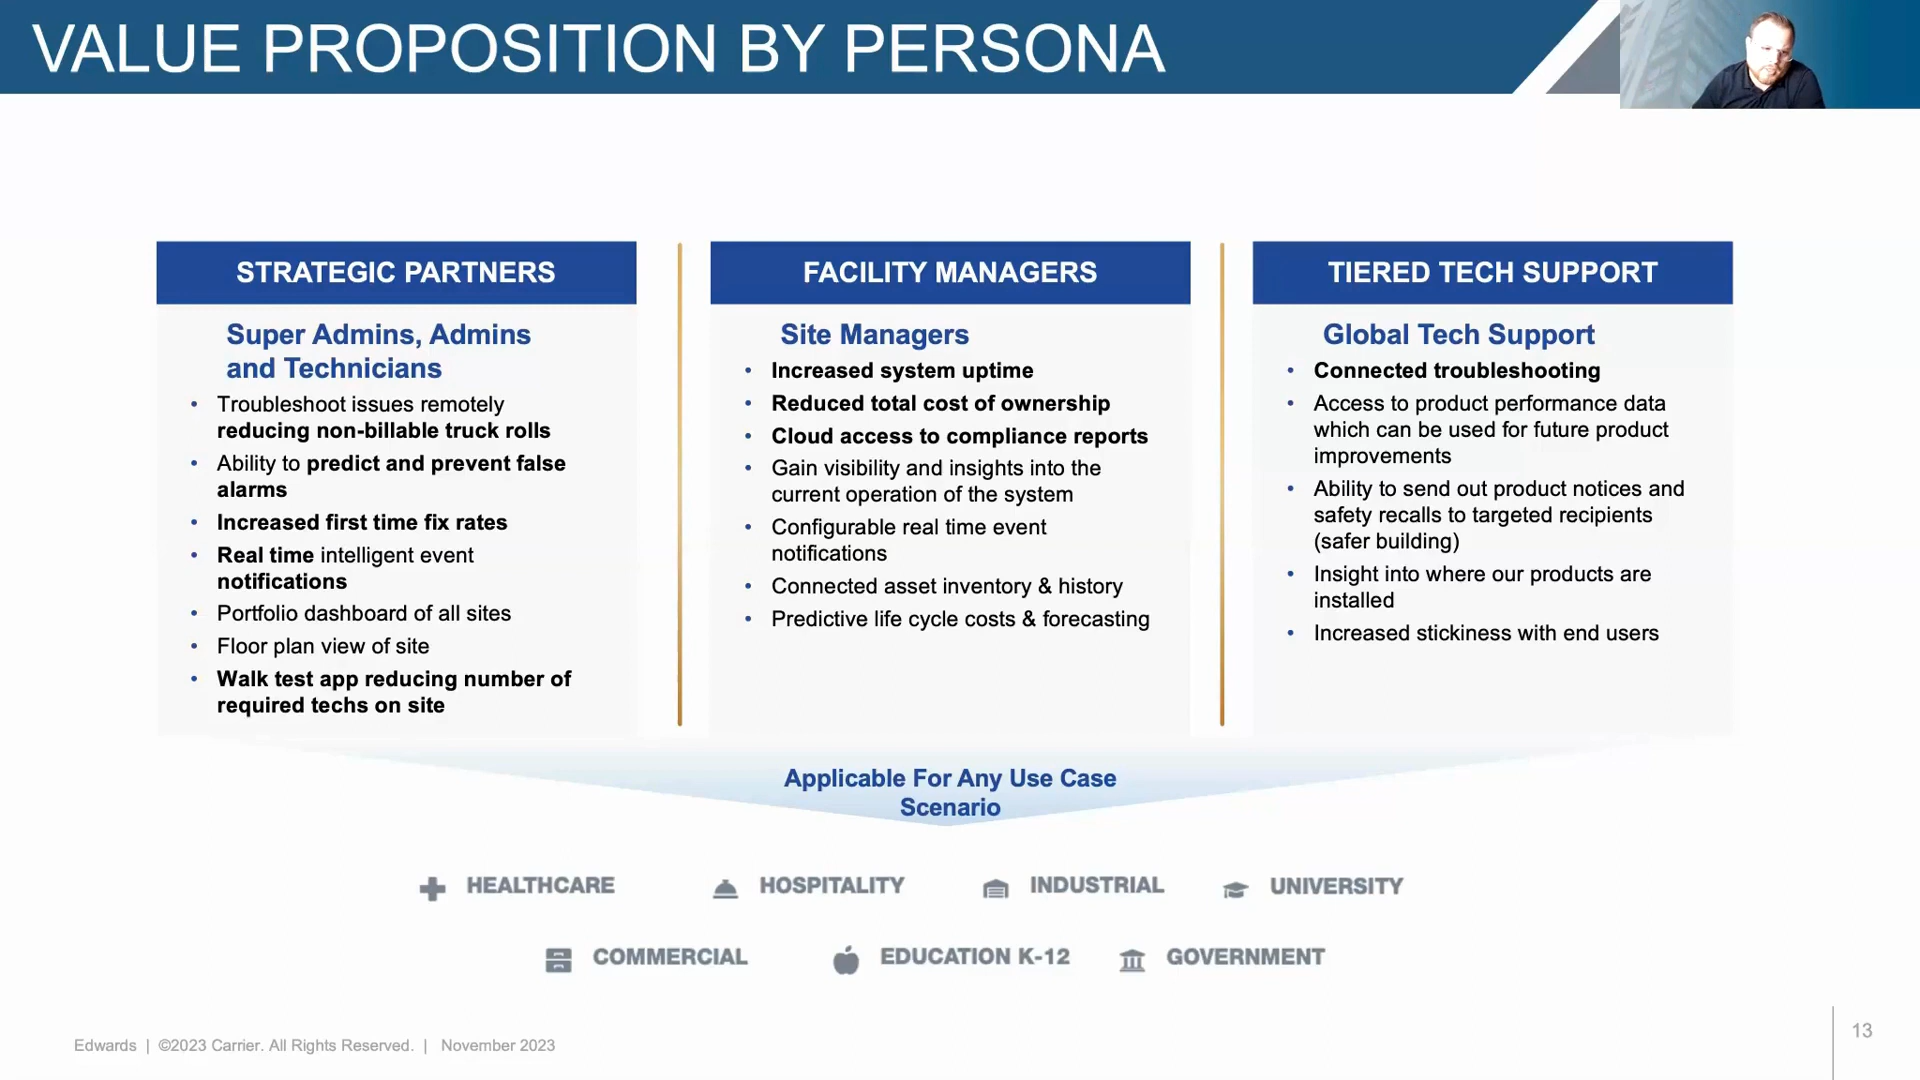 VALUE PROPOSITION BY PERSONA
STRATEGIC PARTNERS
Super Admins, Admins
and Technicians
• Troubleshoot issues remotely
reducing non-billable truck rolls
• Ability to predict and prevent false
alarms
• Increased first time fix rates
• Real time intelligent event
notifications
• Portfolio dashboard of all sites
• Floor plan view of site
• Walk test app reducing number of
required techs on site
FACILITY MANAGERS
Site Managers
• Increased system uptime
• Reduced total cost of ownership
• Cloud access to compliance reports
• Gain visibility and insights into the
current operation of the system
• Configurable real time event
notifications
• Connected asset inventory & history
• Predictive life cycle costs & forecasting
TIERED TECH SUPPORT
Global Tech Support
• Connected troubleshooting
• Access to product performance data
which can be used for future product
improvements
• Ability to send out product notices and
safety recalls to targeted recipients
(safer building)
• Insight into where our products are
installed
• Increased stickiness with end users
Applicable For Any Use Case
Scenario
HEALTHCARE HOSPITALITY INDUSTRIAL UNIVERSITY
COMMERCIAL EDUCATION K-12 GOVERNMENT
Edwards | ©2023 Carrier. All Rights Reserved. | November 2023
13